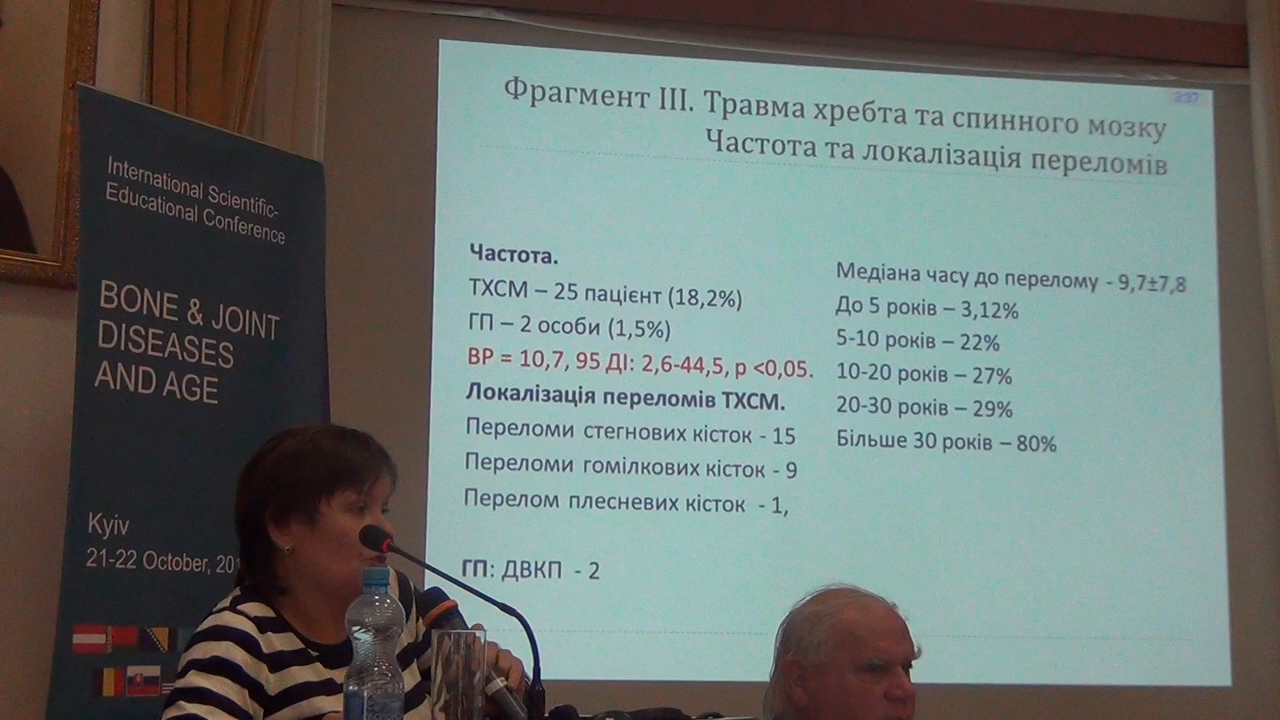 International Scientific-
Educational Conference
BONE & JOINT
DISEASES
AND AGE
Kyiv
21-22 October, 20
Фрагмент III. Травма хребта та спинного мозку
Частота та локалізація переломів
Частота.
ТХСМ – 25 пацієнт (18,2%)
ГП – 2 особи (1,5%)
ВР = 10,7, 95 ДІ: 2,6-44,5, р <0,05.
Локалізація переломів ТХСМ.
Переломи стегнових кісток - 15
Переломи гомілкових кісток - 9
Перелом плесневих кісток - 1,
ГП: ДВКП - 2
Медіана часу до перелому - 9,7±7,8
До 5 років – 3,12%
5-10 років – 22%
10-20 років – 27%
20-30 років – 29%
Більше 30 років – 80%